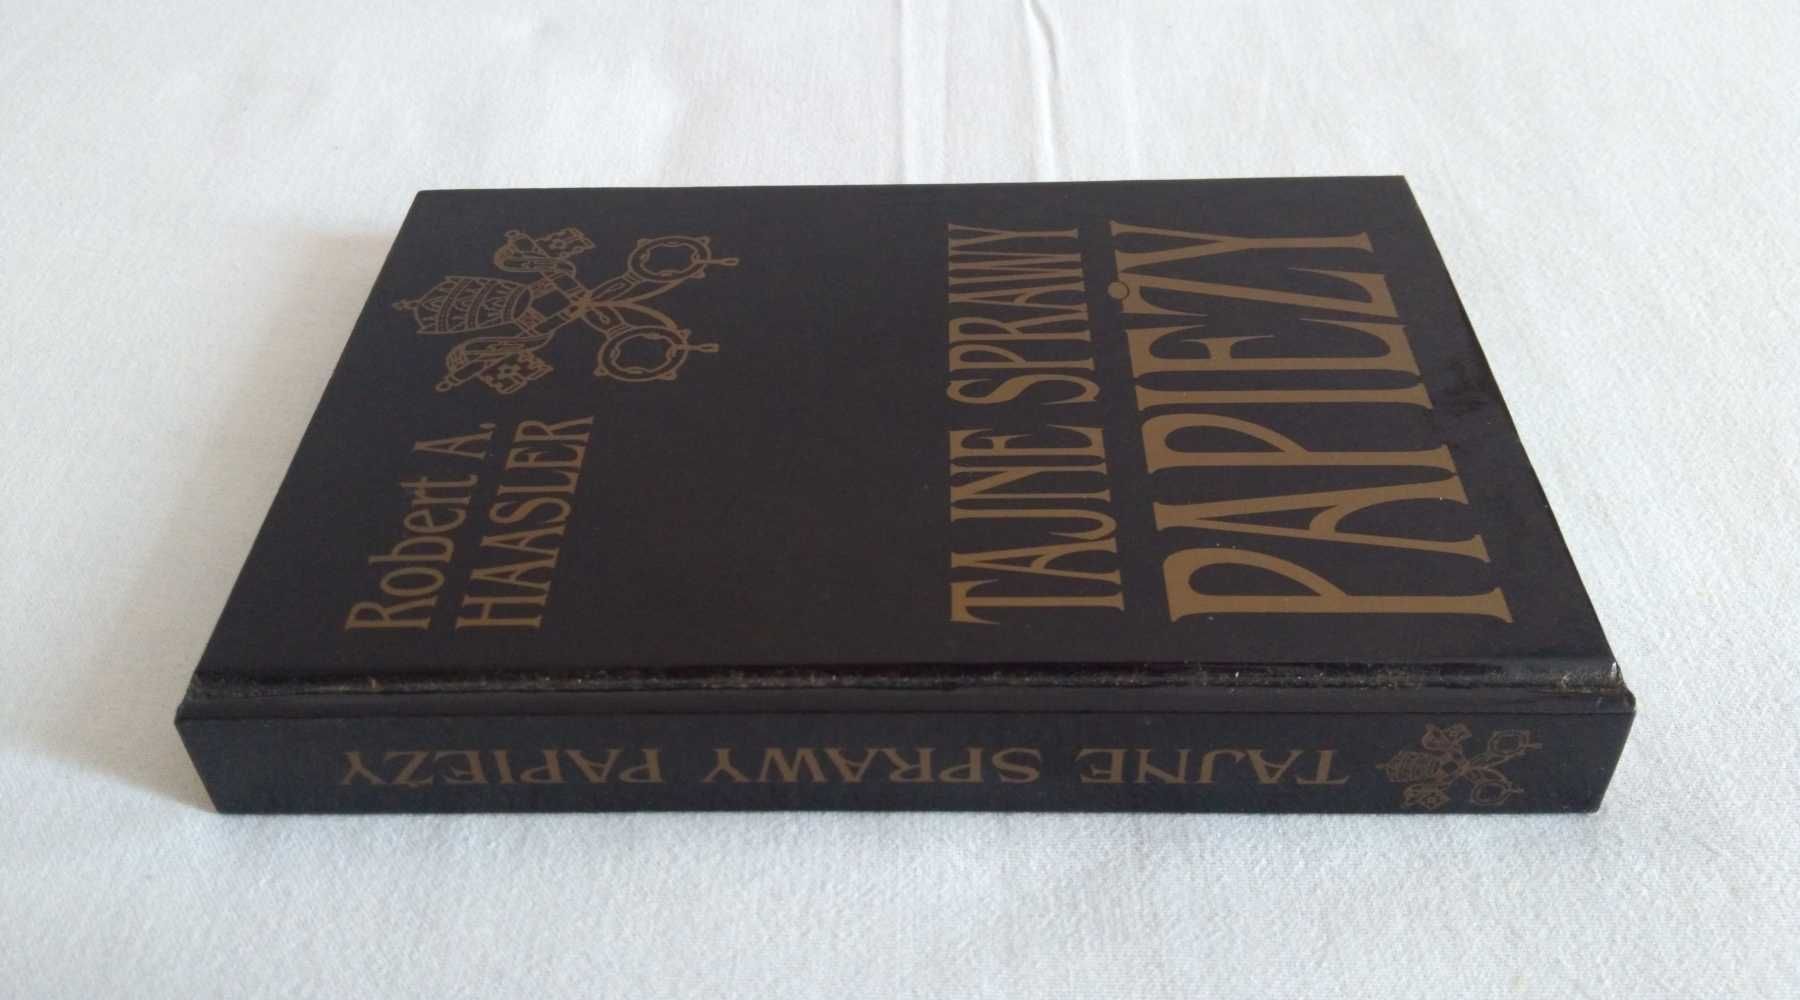 Robert A.
HAASLER
TAJNE SPRAWY
PAPIEŻY
TAJNE SPRAWY PAPIEŻY